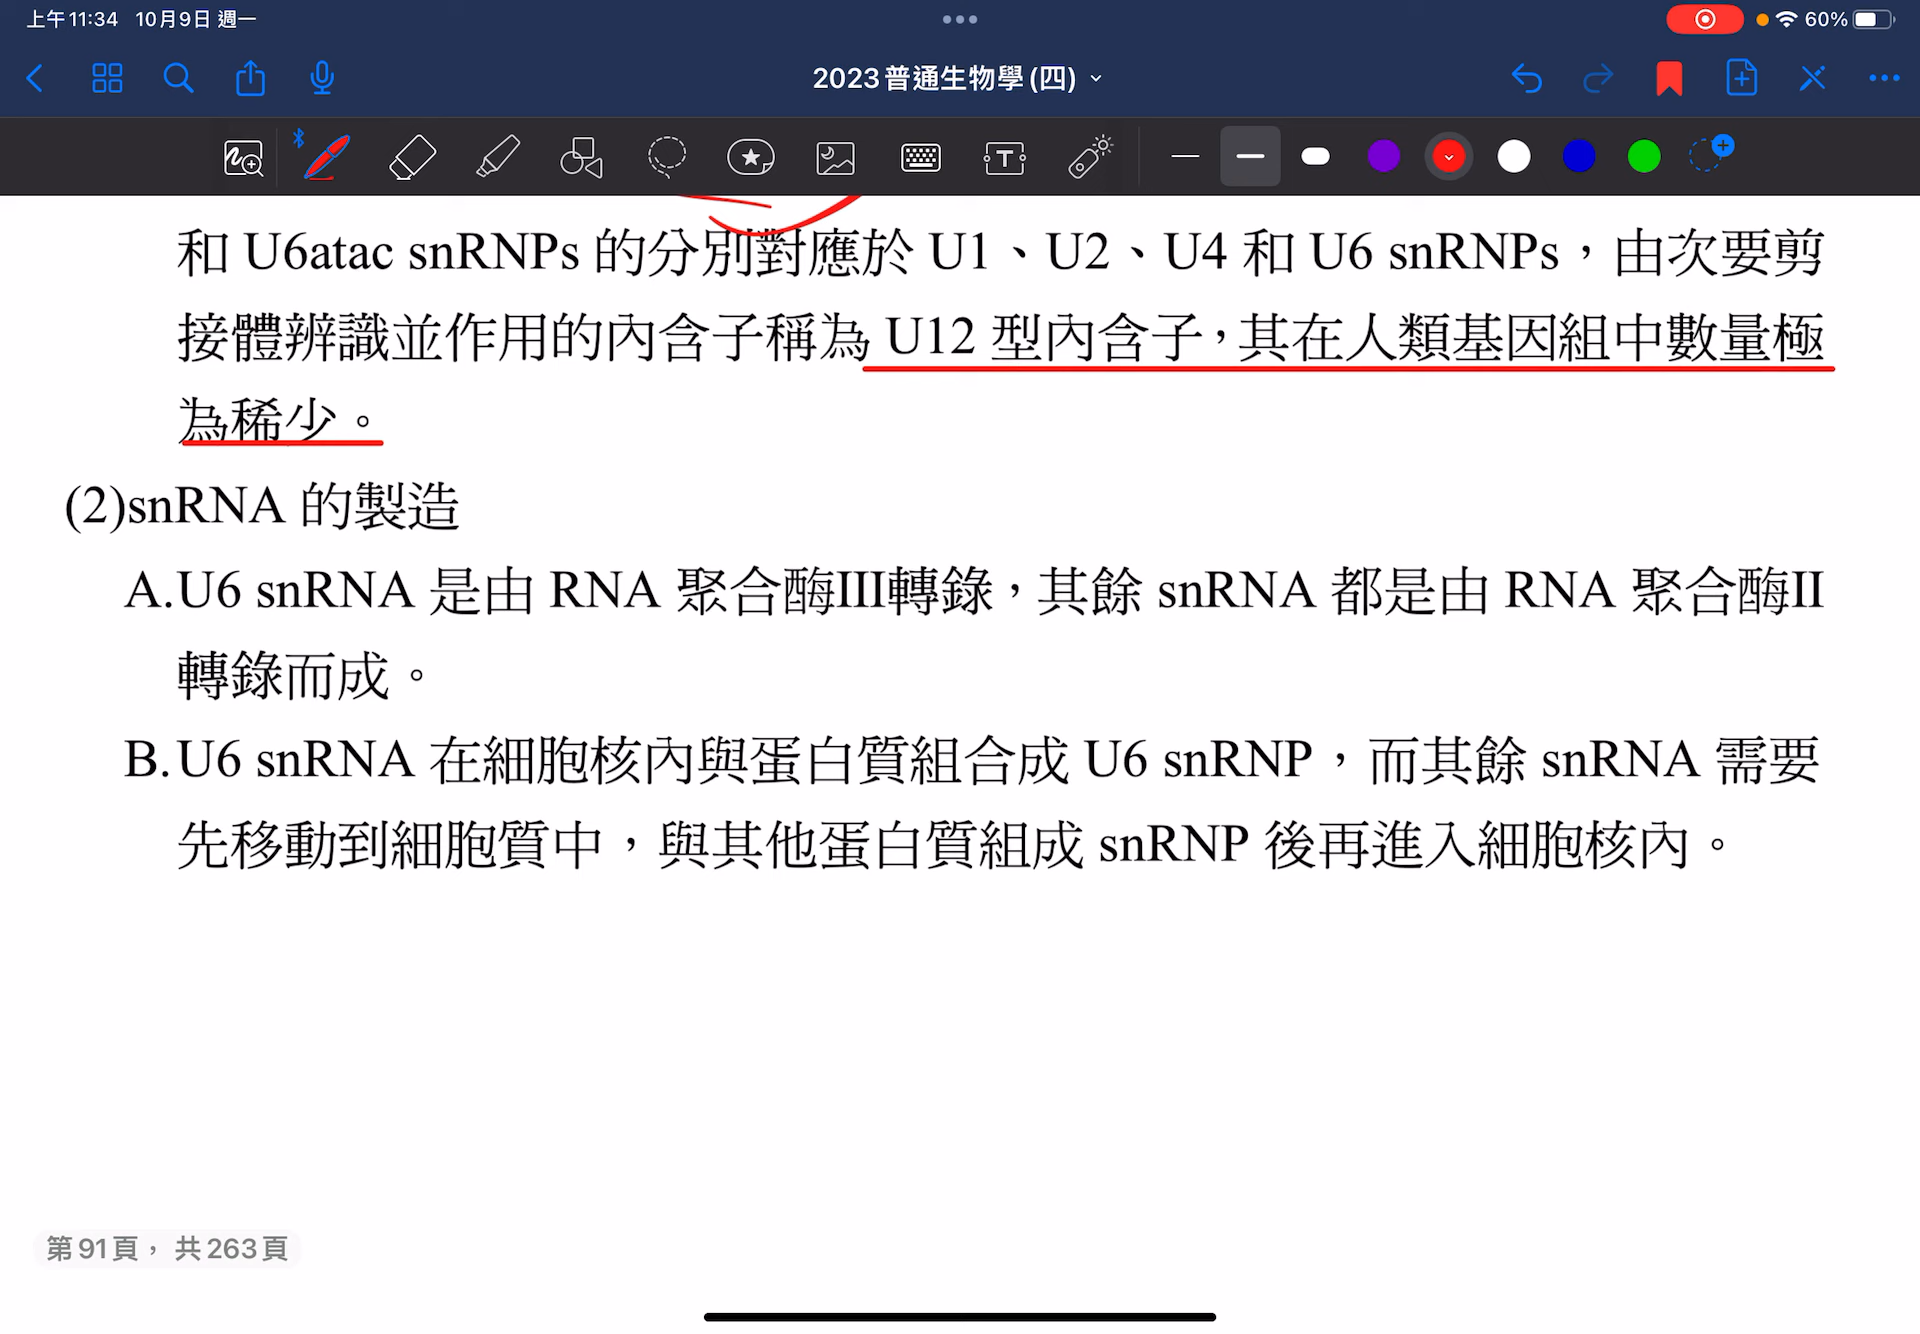 上午11:34 10月9日 週一
60%
2023普通生物學(四)
和 U6atac snRNPs 的分別對應於 U1、U2、U4 和 U6 snRNPs，由次要剪
接體辨識並作用的內含子稱為 U12 型內含子，其在人類基因組中數量極
為稀少。
(2)snRNA 的製造
A.U6 snRNA 是由 RNA 聚合酶III轉錄，其餘 snRNA 都是由 RNA 聚合酶II
轉錄而成。
B.U6 snRNA 在細胞核內與蛋白質組合成 U6 snRNP，而其餘 snRNA 需要
先移動到細胞質中，與其他蛋白質組成 snRNP 後再進入細胞核內。
第91頁， 共263頁